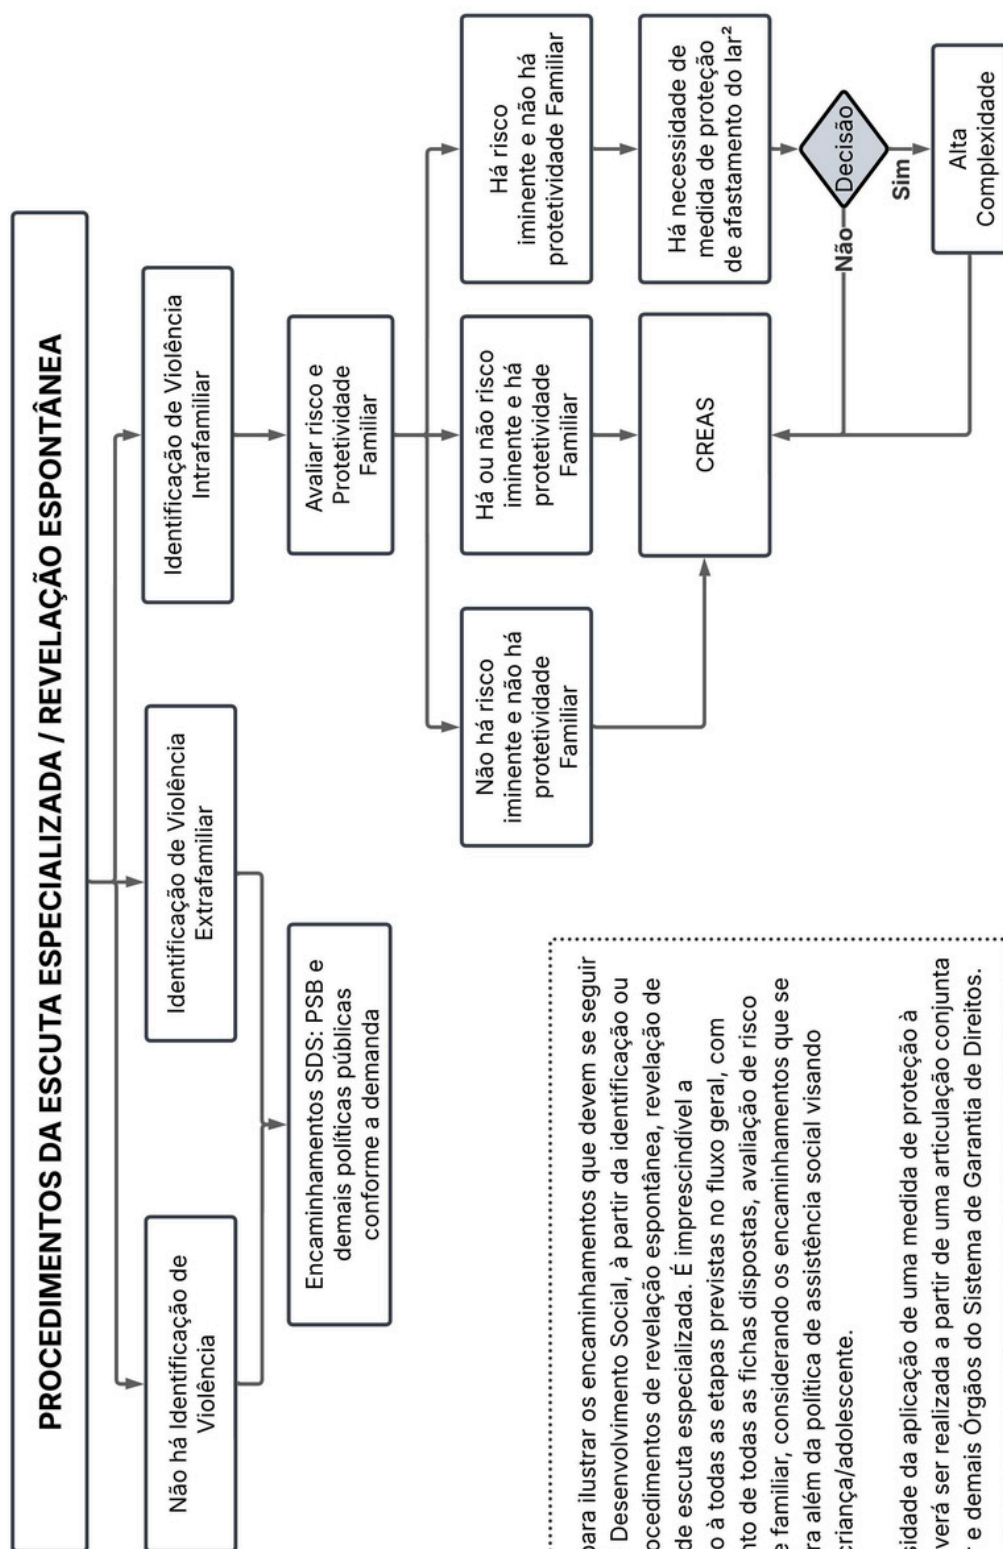 PROCEDIMENTOS DA ESCUTA ESPECIALIZADA / REVELAÇÃO ESPONTÂNEA
Não há Identificação de
Violência
Identificação de Violência
Extrafamiliar
Identificação de Violência
Intrafamiliar
Encaminhamentos SDS: PSB e
demais políticas públicas
conforme a demanda
Avaliar risco e
Protetividade
Familiar
Não há risco
iminente e não há
protetividade
Familiar
Há ou não risco
iminente e há
protetividade
Familiar
Há risco
iminente e não há
protetividade Familiar
CREAS
Há necessidade de
medida de proteção
de afastamento do lar²
Decisão
Não
Sim
Alta
Complexidade
para ilustrar os encaminhamentos que devem se seguir
Desenvolvimento Social, à partir da identificação ou
ocedimentos de revelação espontânea, revelação de
de escuta especializada. É imprescindível a
o à todas as etapas previstas no fluxo geral, com
nto de todas as fichas dispostas, avaliação de risco
e familiar, considerando os encaminhamentos que se
ra além da política de assistência social visando
criança/adolescente.
sidade da aplicação de uma medida de proteção à
verá ser realizada a partir de uma articulação conjunta
r e demais Órgãos do Sistema de Garantia de Direitos.